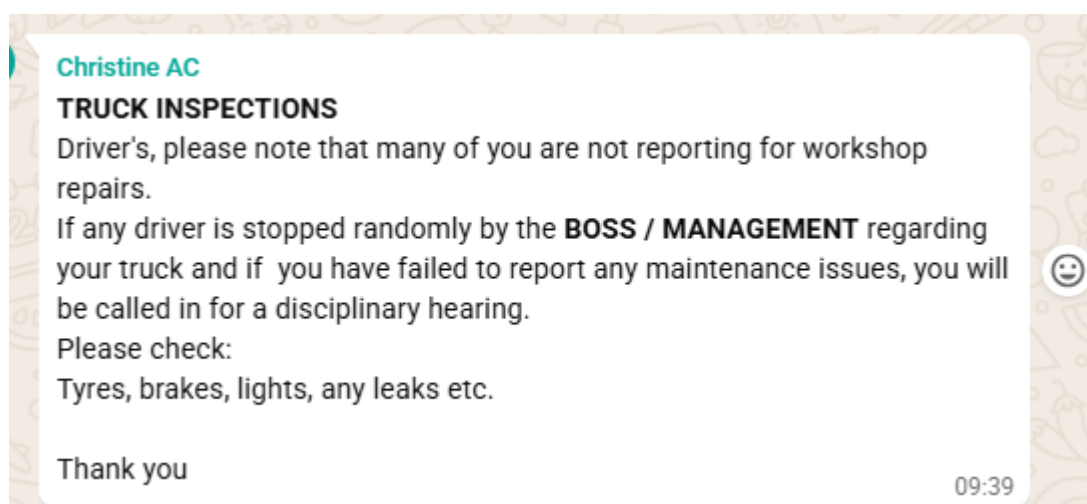 Christine AC
TRUCK INSPECTIONS
Driver's, please note that many of you are not reporting for workshop
repairs.
If any driver is stopped randomly by the BOSS / MANAGEMENT regarding
your truck and if  you have failed to report any maintenance issues, you will
be called in for a disciplinary hearing.
Please check:
Tyres, brakes, lights, any leaks etc.
Thank you
09:39